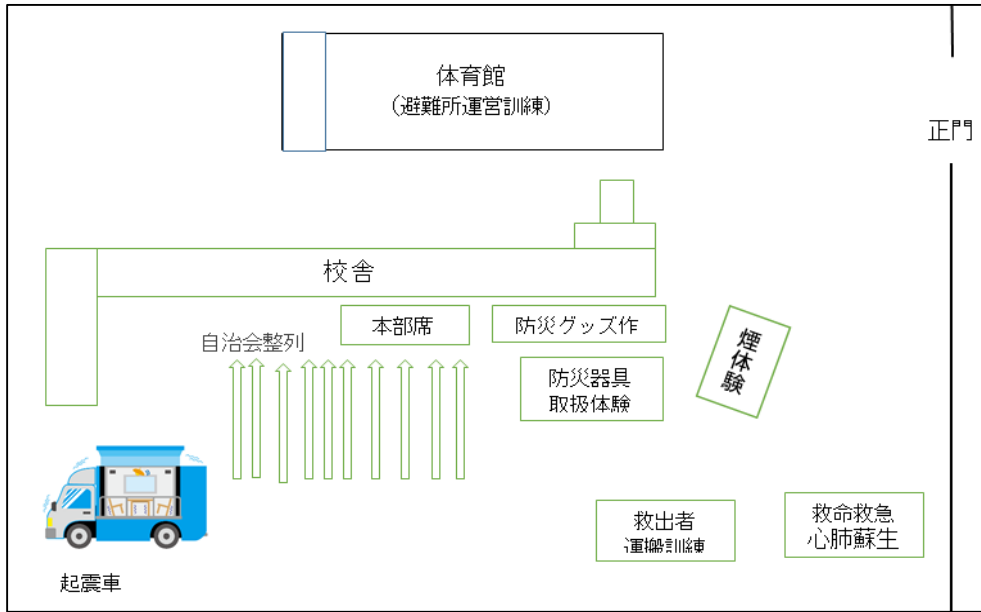 体育館
(避難所運営訓練)
正門
校舎
本部席
防災グッズ作
自治会整列
煙体験
防災器具
取扱体験
救出者
運搬訓練
救命救急
心肺蘇生
起震車